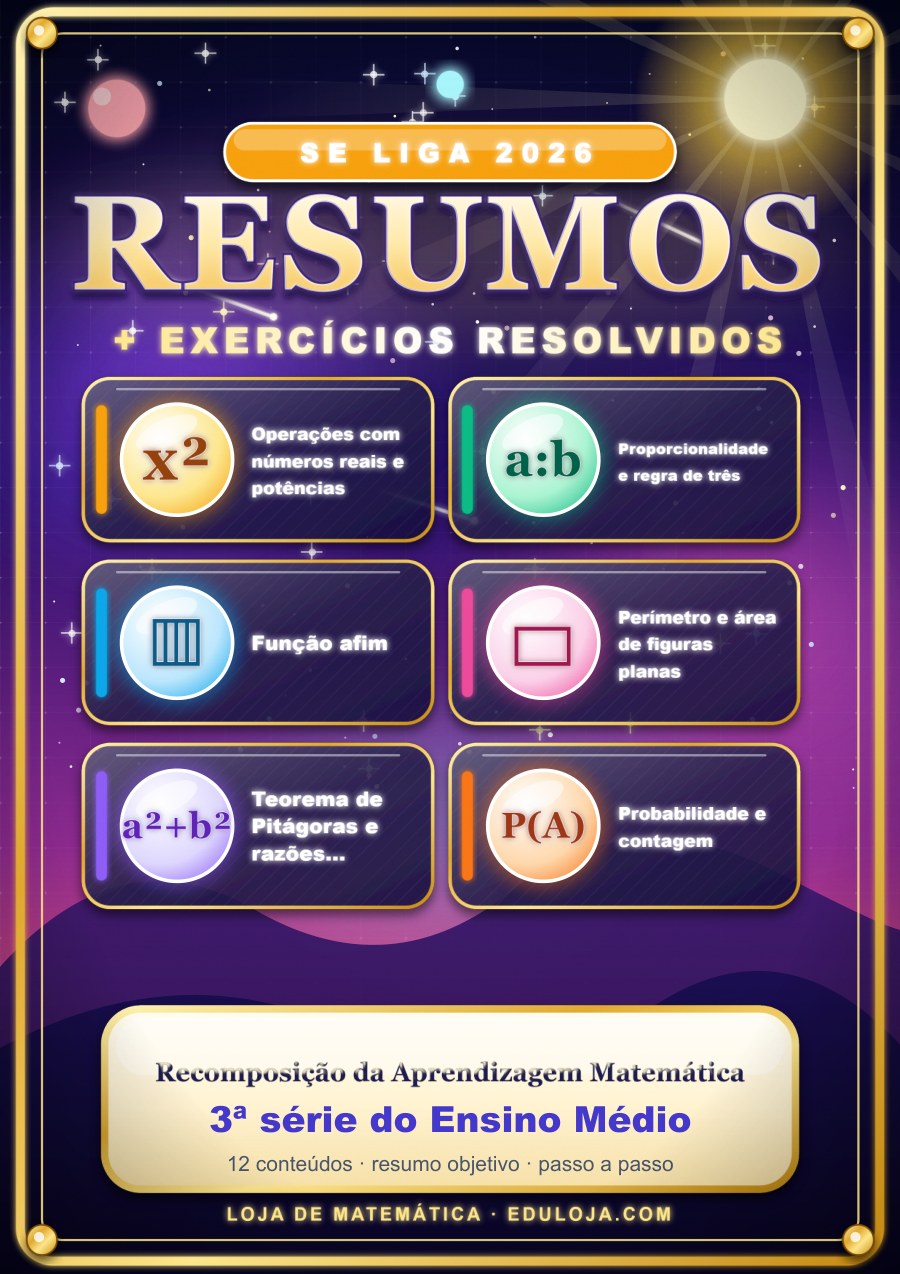 SE LIGA 2026
RESUMOS
+ EXERCÍCIOS RESOLVIDOS
x²
Operações com
números reais e
potências
a:b
Proporcionalidade
e regra de três
Função afim
Perímetro e área
de figuras
planas
a²+b²
Teorema de
Pitágoras e
razões...
P(A)
Probabilidade e
contagem
Recomposição da Aprendizagem Matemática
3ª série do Ensino Médio
12 conteúdos · resumo objetivo · passo a passo
LOJA DE MATEMÁTICA · EDULOJA.COM